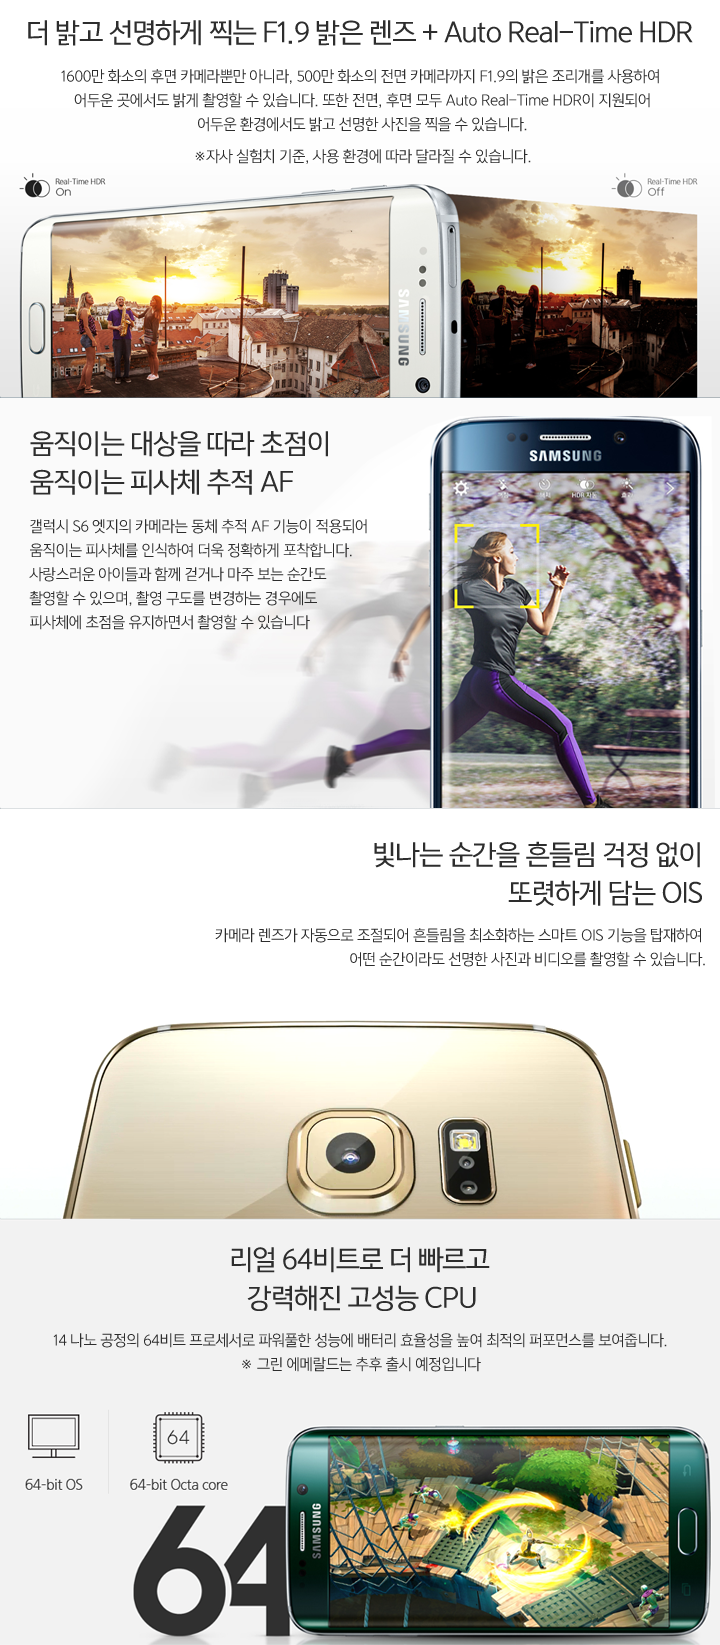 더 밝고 선명하게 찍는 F1.9 밝은 렌즈 + Auto Real-Time HDR
1600만 화소의 후면 카메라뿐만 아니라, 500만 화소의 전면 카메라까지 F1.9의 밝은 조리개를 사용하여
어두운 곳에서도 밝게 촬영할 수 있습니다. 또한 전면, 후면 모두 Auto Real-Time HDR이 지원되어
어두운 환경에서도 밝고 선명한 사진을 찍을 수 있습니다.
※자사 실험치 기준, 사용 환경에 따라 달라질 수 있습니다.
Real-Time HDR
On
Real-Time HDR
Off
SAMSUNG
움직이는 대상을 따라 초점이
움직이는 피사체 추적 AF
갤럭시 S6 엣지의 카메라는 동체 추적 AF 기능이 적용되어
움직이는 피사체를 인식하여 더욱 정확하게 포착합니다.
사랑스러운 아이들과 함께 걷거나 마주 보는 순간도
촬영할 수 있으며, 촬영 구도를 변경하는 경우에도
피사체에 초점을 유지하면서 촬영할 수 있습니다
SAMSUNG
HDR 자동
빛나는 순간을 흔들림 걱정 없이
또렷하게 담는 OIS
카메라 렌즈가 자동으로 조절되어 흔들림을 최소화하는 스마트 OIS 기능을 탑재하여
어떤 순간이라도 선명한 사진과 비디오를 촬영할 수 있습니다.
리얼 64비트로 더 빠르고
강력해진 고성능 CPU
14 나노 공정의 64비트 프로세서로 파워풀한 성능에 배터리 효율성을 높여 최적의 퍼포먼스를 보여줍니다.
※ 그린 에메랄드는 추후 출시 예정입니다
64
64-bit OS
64-bit Octa core
64
SAMSUNG